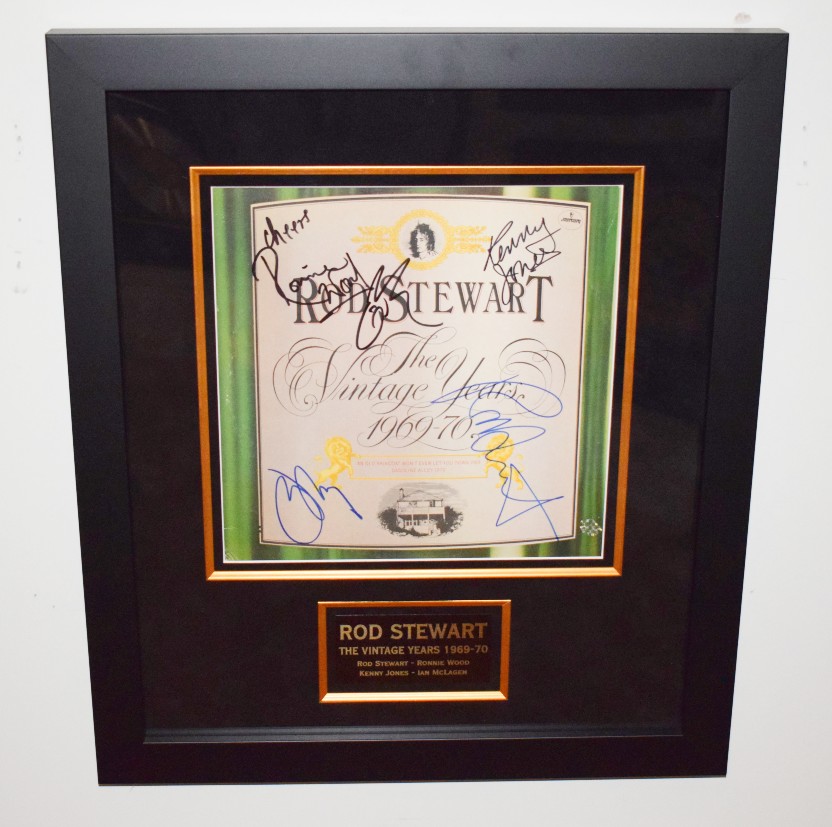 cheers
Ronnie
Wood
Kenny
Jones
ROD STEWART
The
Vintage Years
1969-70
ROD STEWART
THE VINTAGE YEARS 1969-70
ROD STEWART - RONNIE WOOD
KENNY JONES - IAN MCLAGEN